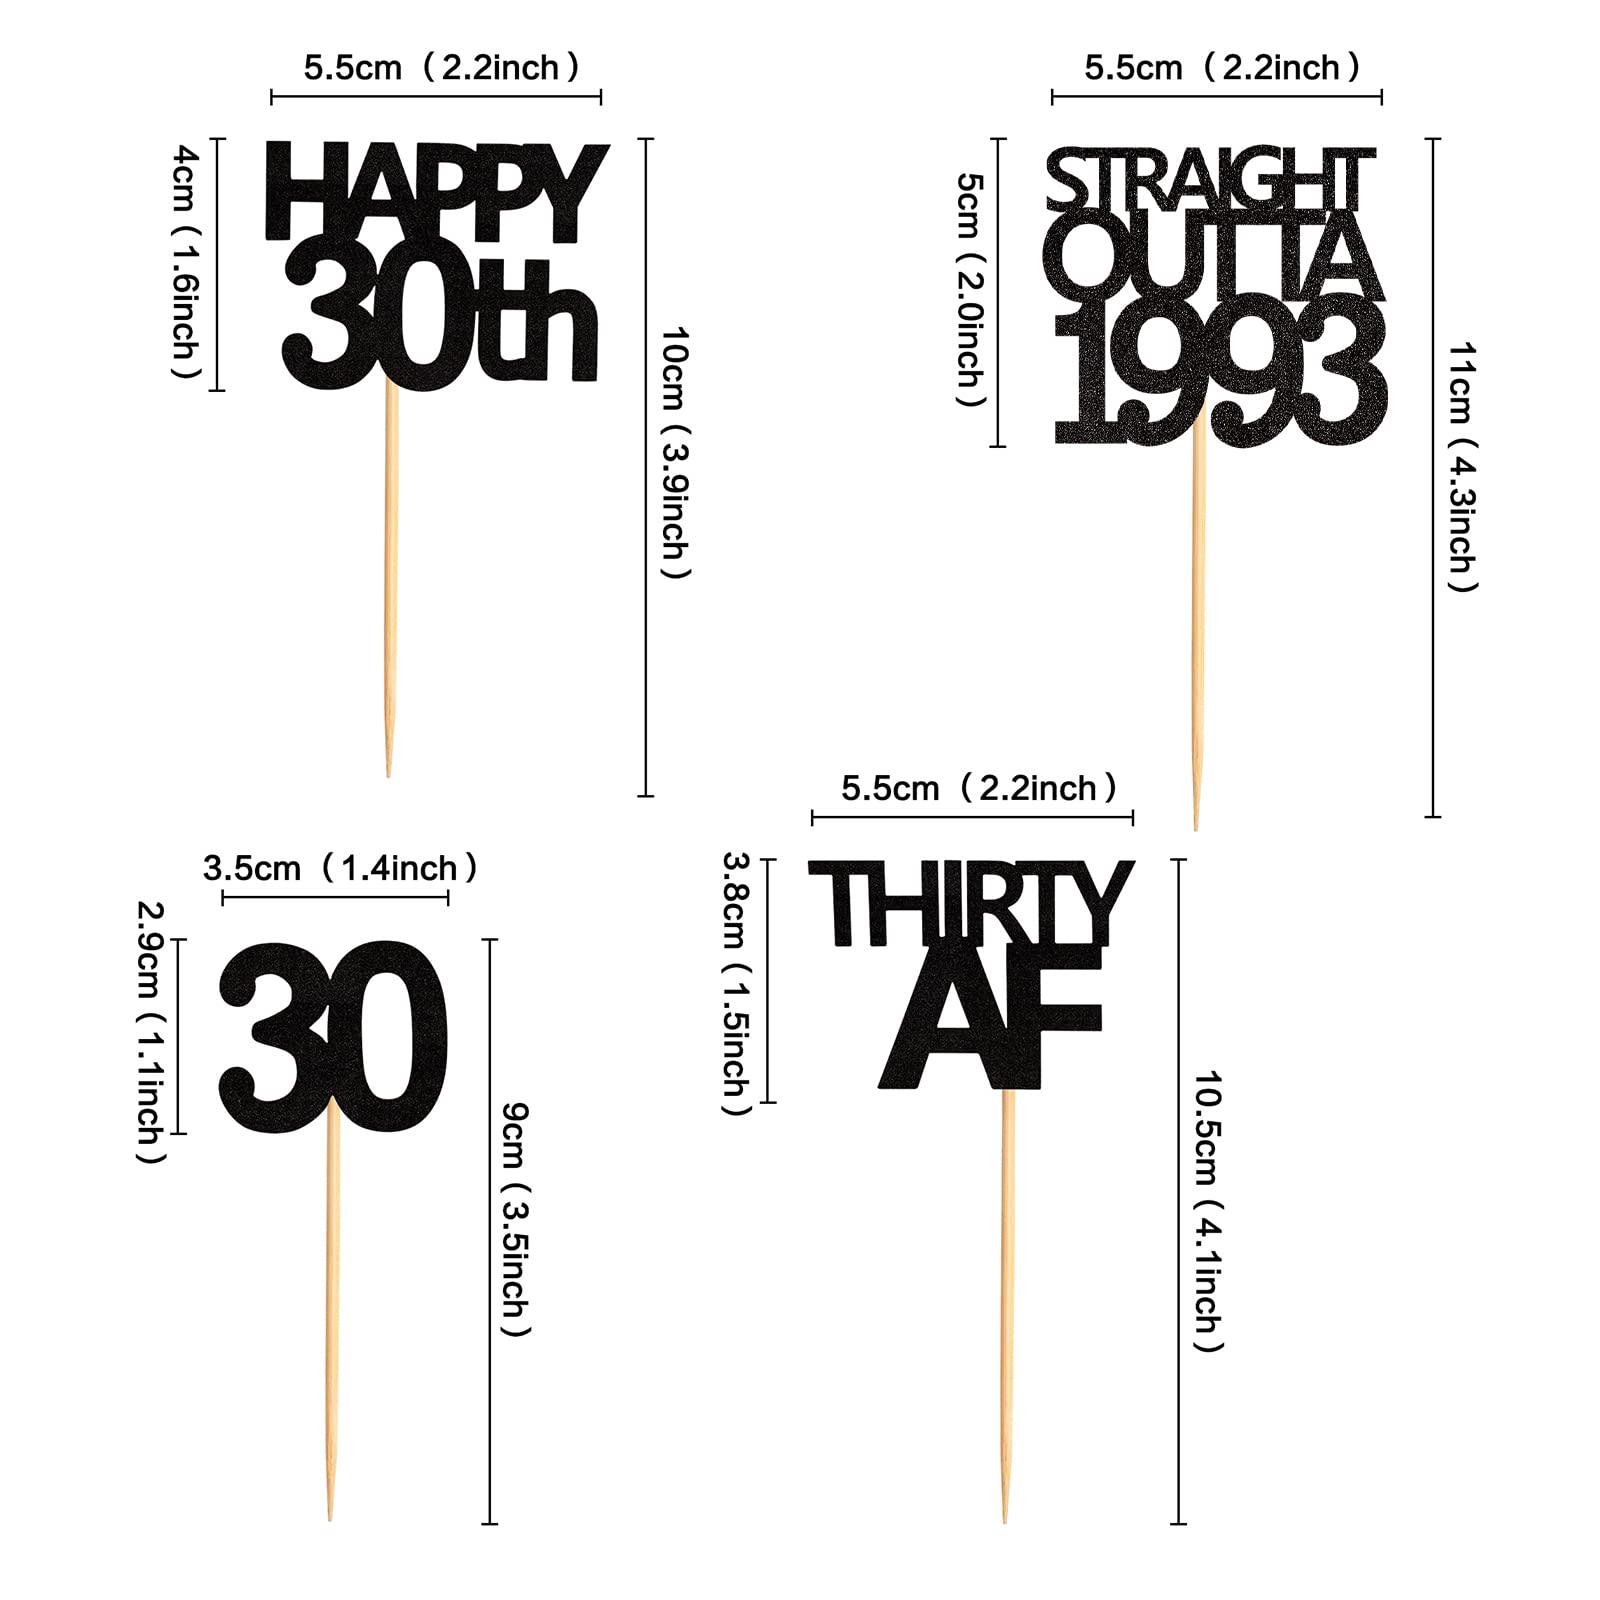 5.5cm（2.2inch）
4cm（1.6inch）
HAPPY
30th
10cm（3.9inch）
5.5cm（2.2inch）
5cm（2.0inch）
STRAIGHT
OUTTA
1993
11cm（4.3inch）
3.5cm（1.4inch）
2.9cm（1.1inch）
30
9cm（3.5inch）
5.5cm（2.2inch）
3.8cm（1.5inch）
THIRTY
AF
10.5cm（4.1inch）